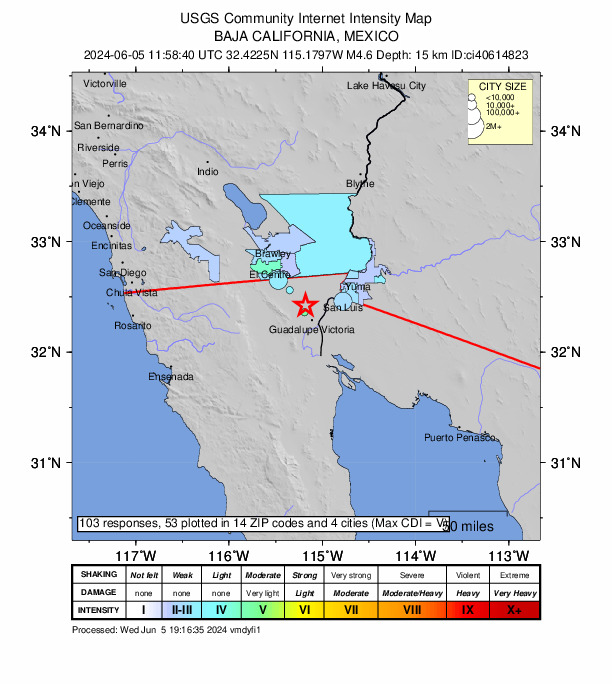 USGS Community Internet Intensity Map
BAJA CALIFORNIA, MEXICO
2024-06-05 11:58:40 UTC 32.4225N 115.1797W M4.6 Depth: 15 km ID:ci40614823
Victorville
Lake Havasu City
CITY SIZE
<10,000
10,000+
100,000+
2M+
34°N
34°N
San Bernardino
Riverside
Perris
Indio
n Viejo
Blythe
lemente
Oceanside
Encinitas
33°N
33°N
Brawley
San Diego
El Centro
Chula Vista
Yuma
San Luis
Rosarito
Guadalupe Victoria
32°N
32°N
Ensenada
Puerto Penasco
31°N
31°N
103 responses, 53 plotted in 14 ZIP codes and 4 cities (Max CDI = V)
50 miles
117°W 116°W 115°W 114°W 113°W
SHAKING Not felt Weak Light Moderate Strong Very strong Severe Violent Extreme
DAMAGE none none none Very light Light Moderate Moderate/Heavy Heavy Very Heavy
INTENSITY I II-III IV V VI VII VIII IX X+
Processed: Wed Jun 5 19:16:35 2024 vmdyfi1